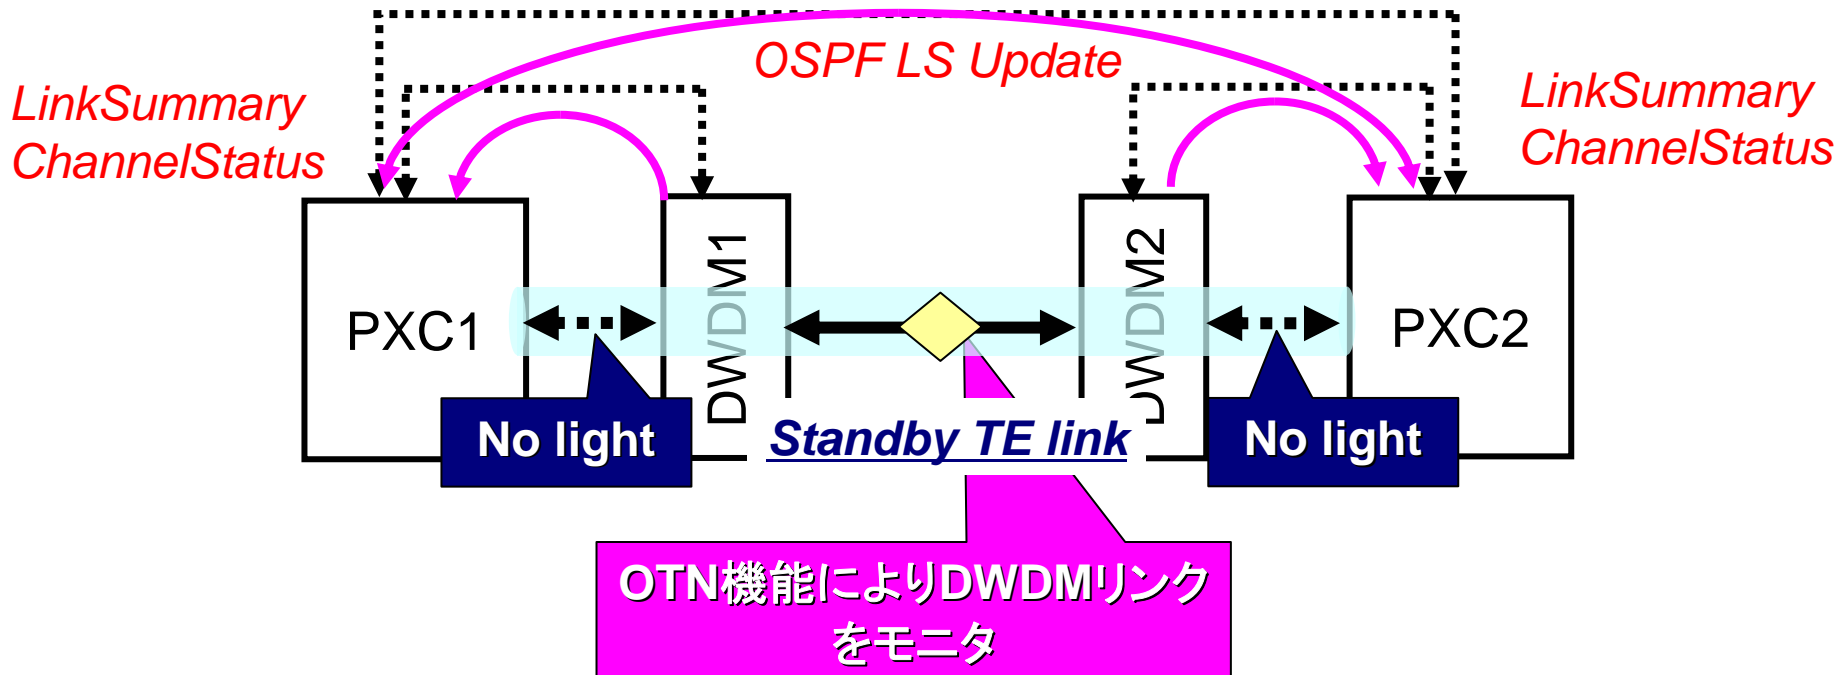 OSPF LS Update
LinkSummary
ChannelStatus
LinkSummary
ChannelStatus
PXC1
DWDM1
DWDM2
PXC2
No light
Standby TE link
No light
OTN機能によりDWDMリンク
をモニタ